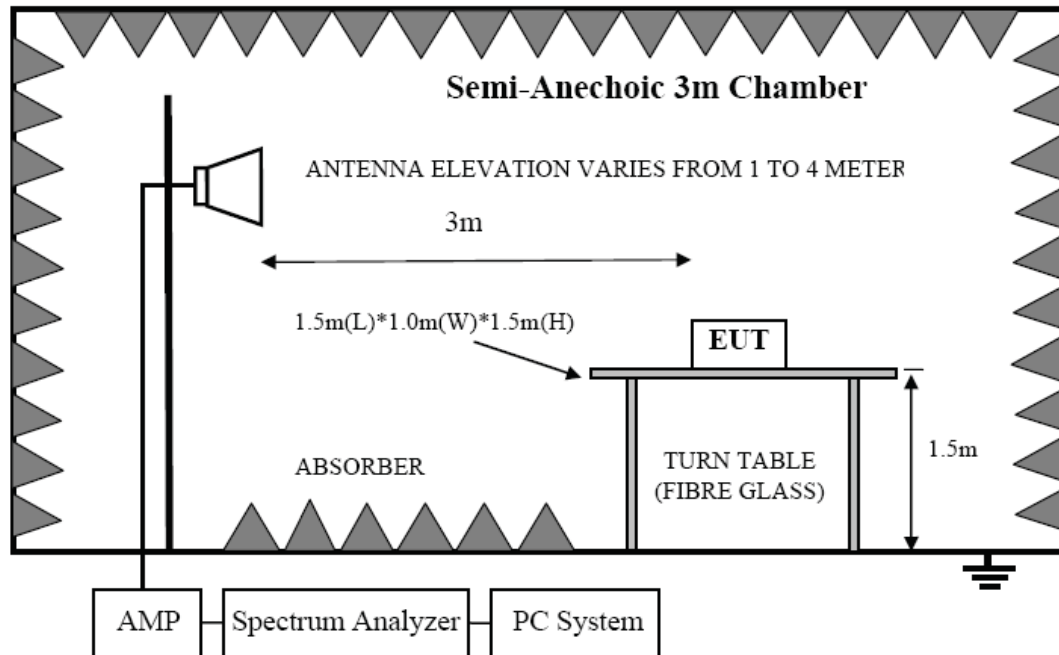 Semi-Anechoic 3m Chamber
ANTENNA ELEVATION VARIES FROM 1 TO 4 METER
3m
1.5m(L)*1.0m(W)*1.5m(H)
EUT
1.5m
ABSORBER
TURN TABLE
(FIBRE GLASS)
AMP
Spectrum Analyzer
PC System